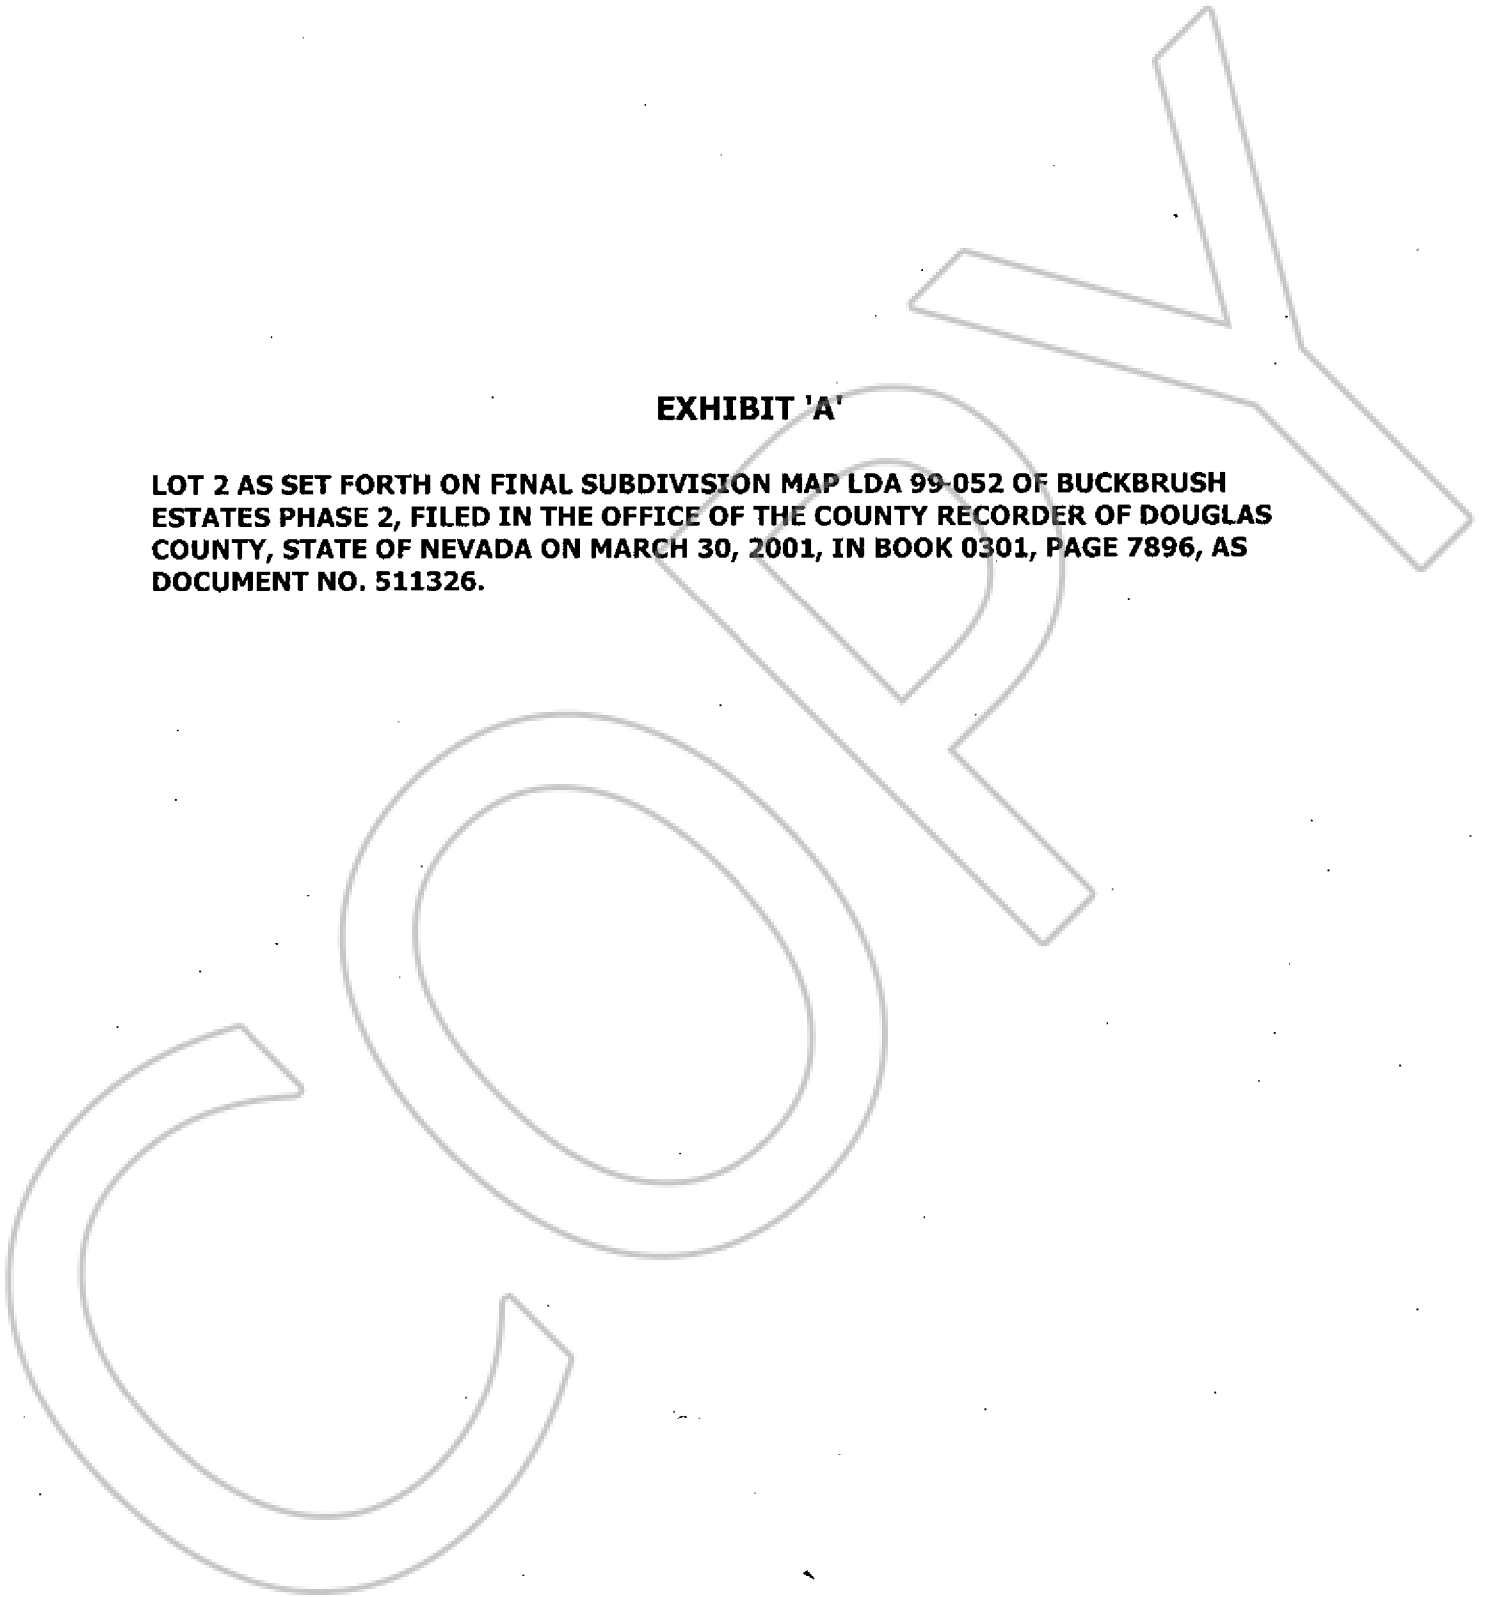 EXHIBIT 'A'
LOT 2 AS SET FORTH ON FINAL SUBDIVISION MAP LDA 99-052 OF BUCKBRUSH
ESTATES PHASE 2, FILED IN THE OFFICE OF THE COUNTY RECORDER OF DOUGLAS
COUNTY, STATE OF NEVADA ON MARCH 30, 2001, IN BOOK 0301, PAGE 7896, AS
DOCUMENT NO. 511326.
COPY